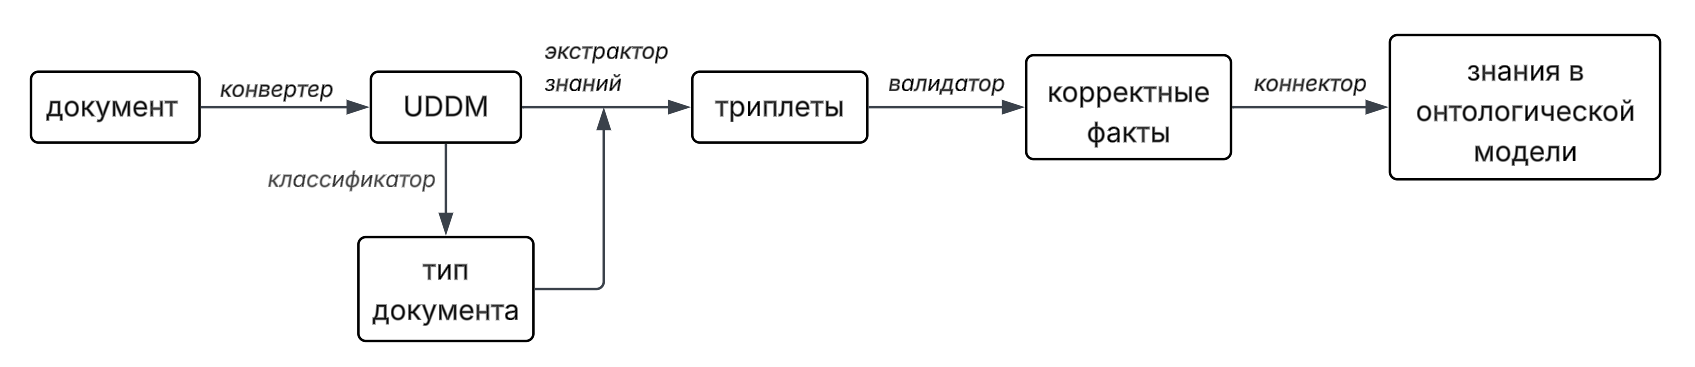 документ
конвертер
UDDM
экстрактор
знаний
триплеты
валидатор
корректные
факты
коннектор
знания в
онтологической
модели
классификатор
тип
документа